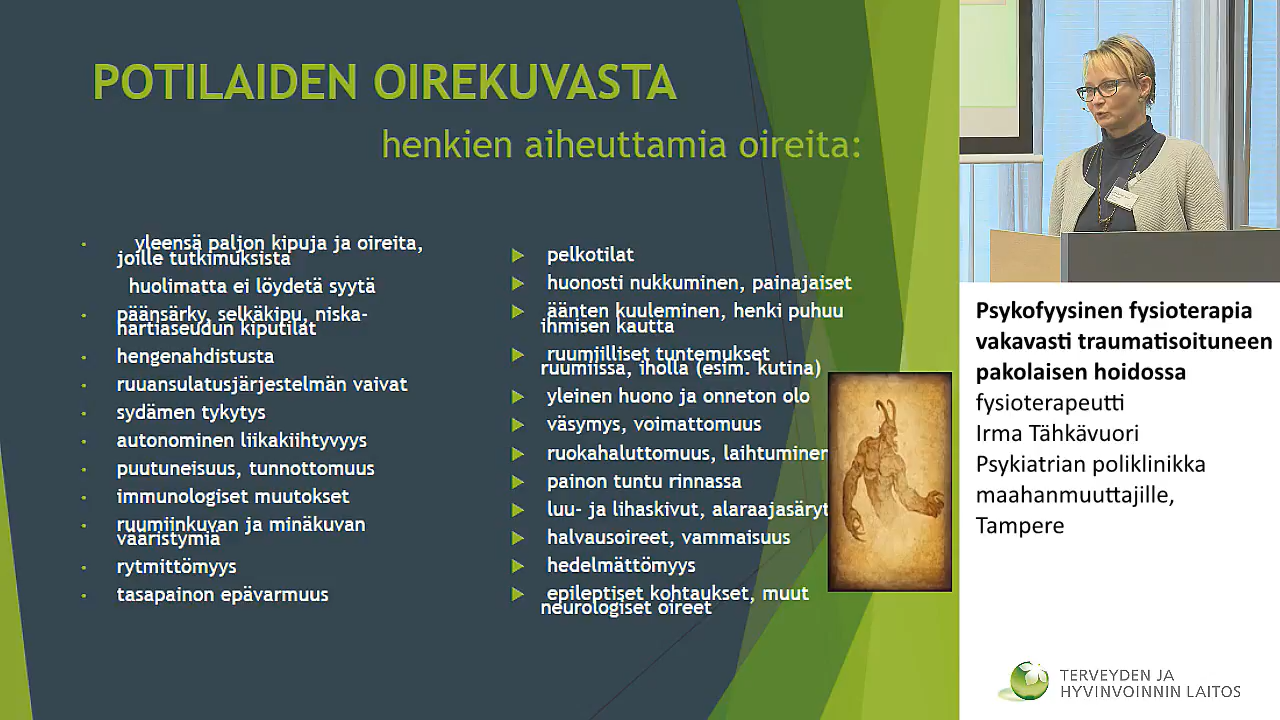 POTILAIDEN OIREKUVASTA
henkien aiheuttamia oireita:
yleensä paljon kipuja ja oireita,
joille tutkimuksista
huolimatta ei löydetä syytä
päänsärky, selkäkipu, niska-
hartiaseudun kiputilat
hengenahdistusta
ruuansulatusjärjestelmän vaivat
sydämen tykytys
autonominen liikakiihtyvyys
puutuneisuus, tunnottomuus
immunologiset muutokset
ruumiinkuvan ja minäkuvan
vääristymiä
rytmittömyys
tasapainon epävarmuus
pelkotilat
huonosti nukkuminen, painajaiset
äänten kuuleminen, henki puhuu
ihmisen kautta
ruumiilliset tuntemukset
ruumiissa, iholla (esim. kutina)
yleinen huono ja onneton olo
väsymys, voimattomuus
ruokahaluttomuus, laihtuminen
painon tuntu rinnassa
luu- ja lihaskivut, alaraajasäryt
halvausoireet, vammaisuus
hedelmättömyys
epileptiset kohtaukset, muut
neurologiset oireet
Psykofyysinen fysioterapia
vakavasti traumatisoituneen
pakolaisen hoidossa
fysioterapeutti
Irma Tähkävuori
Psykiatrian poliklinikka
maahanmuuttajille,
Tampere
TERVEYDEN JA
HYVINVOINNIN LAITOS